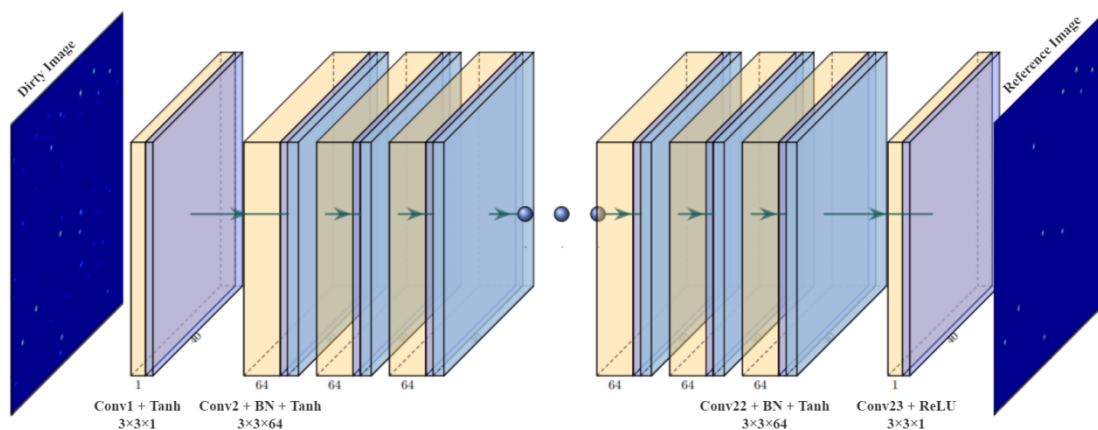 Dirty Image
Reference Image
40
40
1
64
64
64
64
64
64
1
Conv1 + Tanh
3×3×1
Conv2 + BN + Tanh
3×3×64
Conv22 + BN + Tanh
3×3×64
Conv23 + ReLU
3×3×1